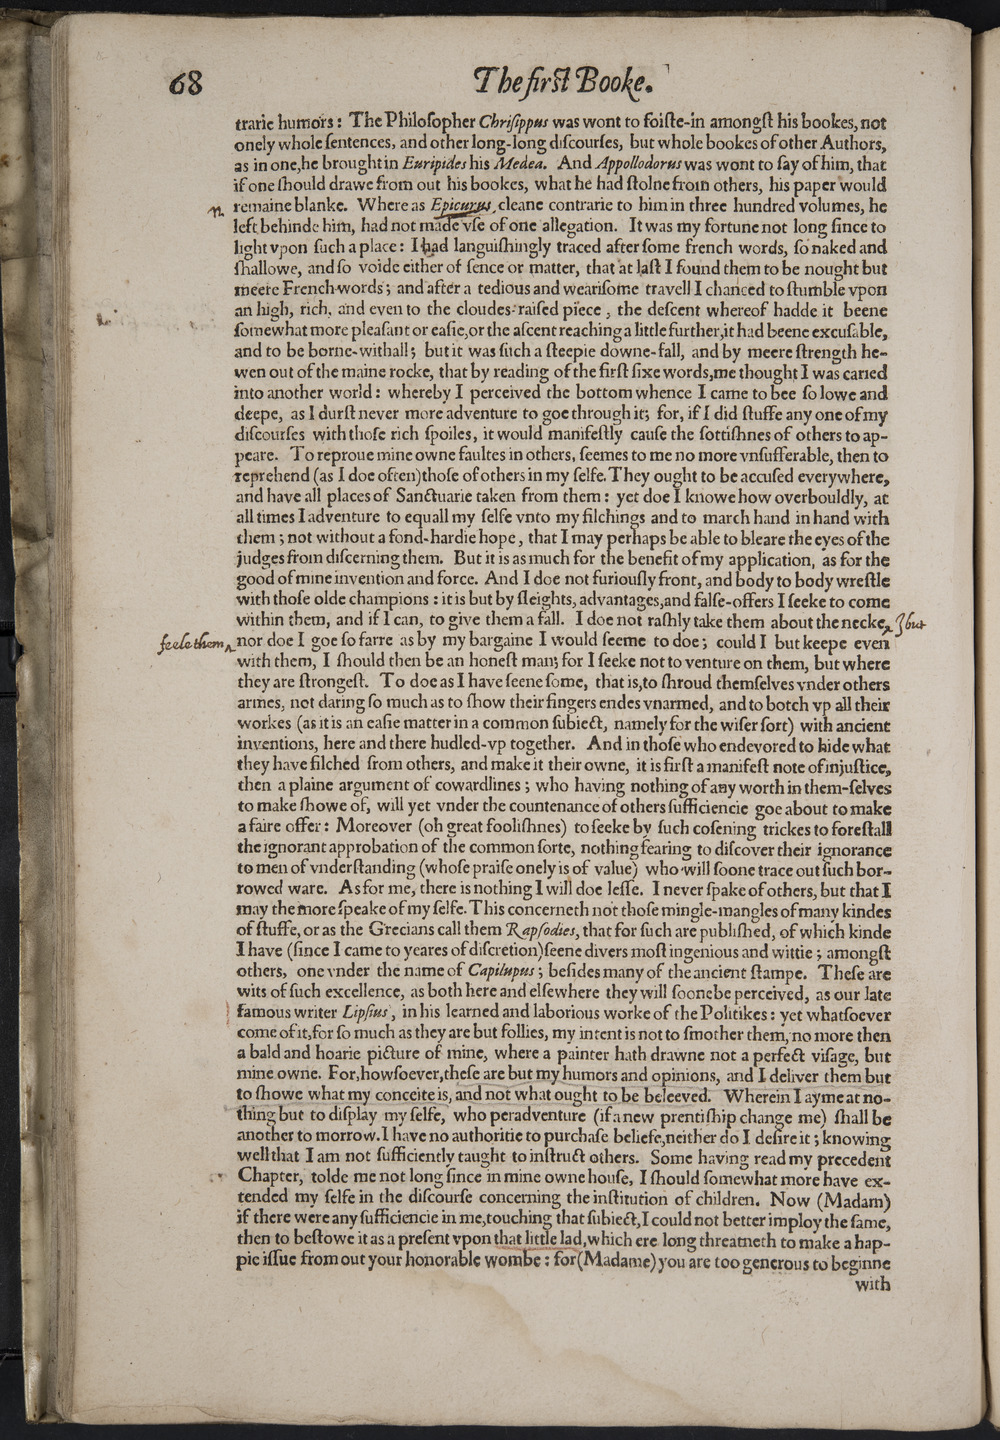 68
The first Booke.
trarie humors: The Philoſopher Chriſippus was wont to foiſte-in amongſt his bookes, not
onely whole ſentences, and other long-long diſcourſes, but whole bookes of other Authors,
as in one, he brought in Euripides his Medea. And Appollodorus was wont to ſay of him, that
if one ſhould drawe from out his bookes, what he had ſtolne from others, his paper would
n. remaine blanke. Where as Epicurus, cleane contrarie to him in three hundred volumes, he
left behinde him, had not made vſe of one allegation. It was my fortune not long ſince to
light vpon ſuch a place: I had languiſhingly traced after ſome french words, ſo naked and
ſhallowe, and ſo voide either of ſence or matter, that at laſt I found them to be nought but
meere French words; and after a tedious and weariſome travell I chanced to ſtumble vpon
an high, rich, and even to the cloudes-raiſed piece, the deſcent whereof hadde it beene
ſomewhat more pleaſant or eaſie, or the aſcent reaching a little further, it had beene excuſable,
and to be borne-withall; but it was ſuch a ſteepie downe-fall, and by meere ſtrength he-
wen out of the maine rocke, that by reading of the firſt ſixe words, me thought I was caried
into another world: whereby I perceived the bottom whence I came to bee ſo lowe and
deepe, as I durſt never more adventure to goe through it; for, if I did ſtuffe any one of my
diſcourſes with thoſe rich ſpoiles, it would manifeſtly cauſe the ſottiſhnes of others to ap-
peare. To reproue mine owne faultes in others, ſeemes to me no more vnſufferable, then to
reprehend (as I doe often) thoſe of others in my ſelfe. They ought to be accuſed everywhere,
and have all places of Sanctuarie taken from them: yet doe I knowe how overbouldly, at
all times I adventure to equall my ſelfe vnto my filchings and to march hand in hand with
them; not without a fond-hardie hope, that I may perhaps be able to bleare the eyes of the
judges from diſcerning them. But it is as much for the benefit of my application, as for the
good of mine invention and force. And I doe not furiouſly front, and body to body wreſtle
with thoſe olde champions: it is but by ſleights, advantages, and falſe-offers I ſeeke to come
within them, and if I can, to give them a fall. I doe not raſhly take them about the necke, but
feele them nor doe I goe ſo farre as by my bargaine I would ſeeme to doe; could I but keepe even
with them, I ſhould then be an honeſt man; for I ſeeke not to venture on them, but where
they are ſtrongeſt. To doe as I have ſeene ſome, that is, to ſhroud themſelves vnder others
armes, not daring ſo much as to ſhow their fingers endes vnarmed, and to botch vp all their
workes (as it is an eaſie matter in a common ſubiect, namely for the wiſer ſort) with ancient
inventions, here and there hudled-vp together. And in thoſe who endevored to hide what
they have filched from others, and make it their owne, it is firſt a manifeſt note of injuſtice,
then a plaine argument of cowardlines; who having nothing of any worth in them-ſelves
to make ſhowe of, will yet vnder the countenance of others ſufficiencie goe about to make
a faire offer: Moreover (oh great fooliſhnes) to ſeeke by ſuch coſening trickes to foreſtall
the ignorant approbation of the common ſorte, nothing fearing to diſcover their ignorance
to men of vnderſtanding (whoſe praiſe onely is of value) who will ſoone trace out ſuch bor-
rowed ware. As for me, there is nothing I will doe leſſe. I never ſpake of others, but that I
may the more ſpeake of my ſelfe. This concerneth not thoſe mingle-mangles of many kindes
of ſtuffe, or as the Grecians call them Rapſodies, that for ſuch are publiſhed, of which kinde
I have (ſince I came to yeares of diſcretion) ſeene divers moſt ingenious and wittie; amongſt
others, one vnder the name of Capilupus; beſides many of the ancient ſtampe. Theſe are
wits of ſuch excellence, as both here and elſewhere they will ſoone be perceived, as our late
famous writer Lipſius, in his learned and laborious worke of the Politikes: yet whatſoever
come of it, for ſo much as they are but follies, my intent is not to ſmother them, no more then
a bald and hoarie picture of mine, where a painter hath drawne not a perfect viſage, but
mine owne. For, howſoever, theſe are but my humors and opinions, and I deliver them but
to ſhowe what my conceite is, and not what ought to be beleeved. Wherein I ayme at no-
thing but to diſplay my ſelfe, who peradventure (if a new prentiſhip change me) ſhall be
another to morrow. I have no authoritie to purchaſe beliefe, neither do I deſire it; knowing
well that I am not ſufficiently taught to inſtruct others. Some having read my precedent
Chapter, tolde me not long ſince in mine owne houſe, I ſhould ſomewhat more have ex-
tended my ſelfe in the diſcourſe concerning the inſtitution of children. Now (Madam)
if there were any ſufficiencie in me, touching that ſubiect, I could not better imploy the ſame,
then to beſtowe it as a preſent vpon that little lad, which ere long threatneth to make a hap-
pie iſſue from out your honorable wombe: for (Madame) you are too generous to beginne
with